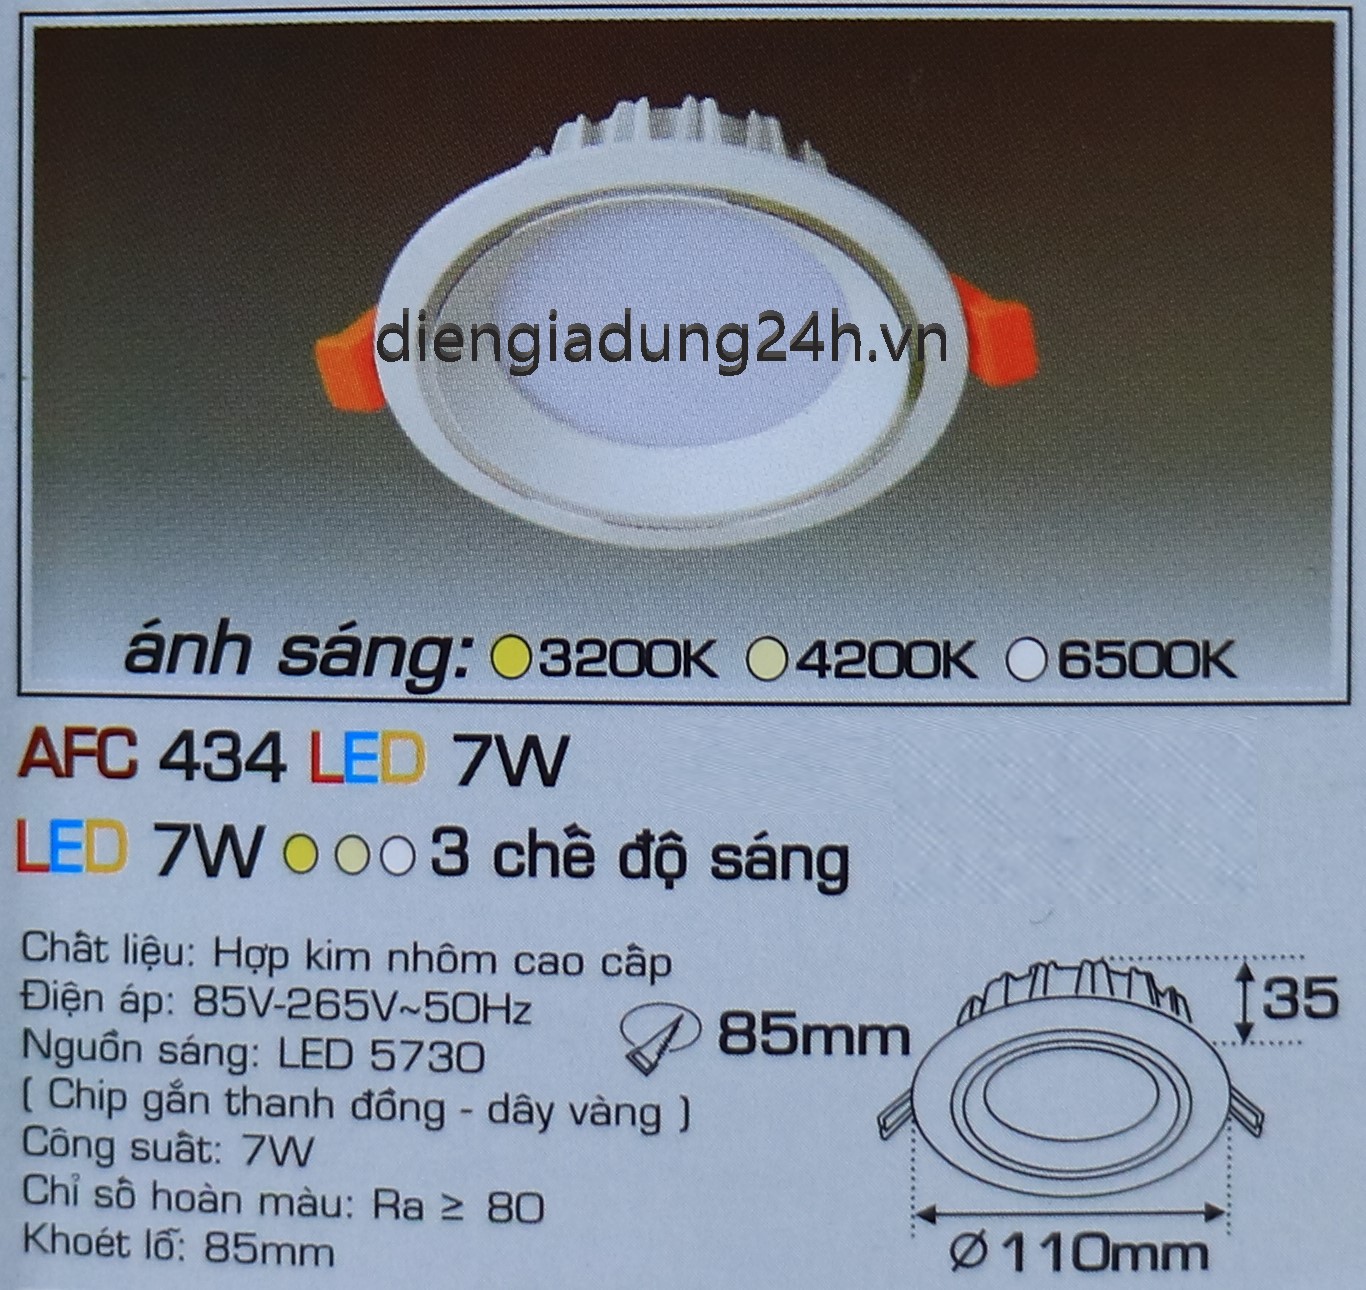 diengiadung24h.vn
ánh sáng: 3200K 4200K 6500K
AFC 434 LED 7W
LED 7W 3 chế độ sáng
Chất liệu: Hợp kim nhôm cao cấp
Điện áp: 85V-265V~50Hz
Nguồn sáng: LED 5730
( Chip gắn thanh đồng - dây vàng )
Công suất: 7W
Chỉ số hoàn màu: Ra ≥ 80
Khoét lỗ: 85mm
85mm
35
Ø110mm